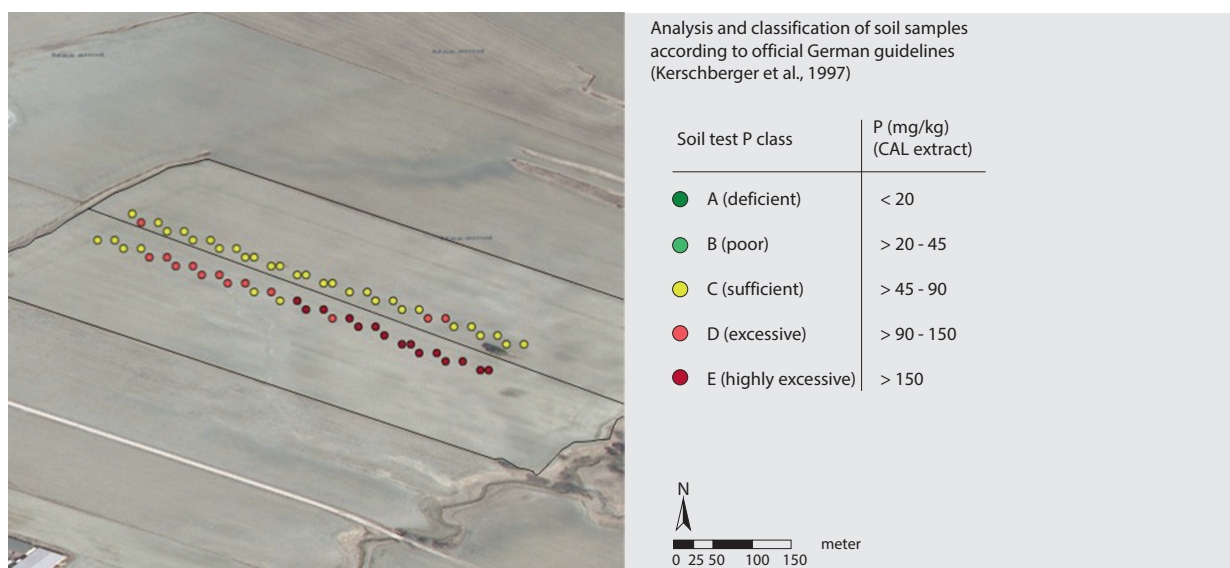 Analysis and classification of soil samples
according to official German guidelines
(Kerschberger et al., 1997)
Soil test P class
P (mg/kg)
(CAL extract)
A (deficient)
< 20
B (poor)
> 20 - 45
C (sufficient)
> 45 - 90
D (excessive)
> 90 - 150
E (highly excessive)
> 150
N
meter
0 25 50 100 150